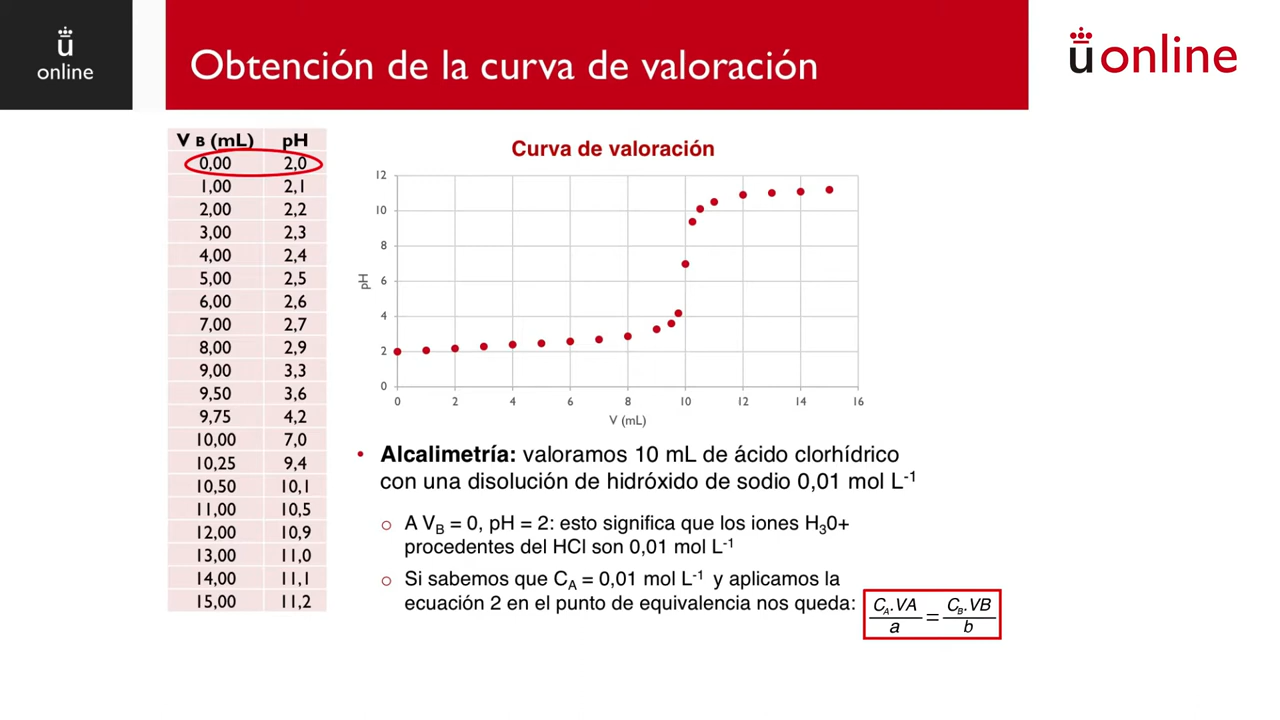 ü
online
Obtención de la curva de valoración
ü online
V B (mL) pH
0,00 2,0
1,00 2,1
2,00 2,2
3,00 2,3
4,00 2,4
5,00 2,5
6,00 2,6
7,00 2,7
8,00 2,9
9,00 3,3
9,50 3,6
9,75 4,2
10,00 7,0
10,25 9,4
10,50 10,1
11,00 10,5
12,00 10,9
13,00 11,0
14,00 11,1
15,00 11,2
Curva de valoración
12
10
8
6
4
2
0
pH
0 2 4 6 8 10 12 14 16
V (mL)
• Alcalimetría: valoramos 10 mL de ácido clorhídrico
con una disolución de hidróxido de sodio 0,01 mol L⁻¹
o A V_B = 0, pH = 2: esto significa que los iones H₃0+
procedentes del HCl son 0,01 mol L⁻¹
o Si sabemos que C_A = 0,01 mol L⁻¹ y aplicamos la
ecuación 2 en el punto de equivalencia nos queda:
C_A.VA/a = C_B.VB/b